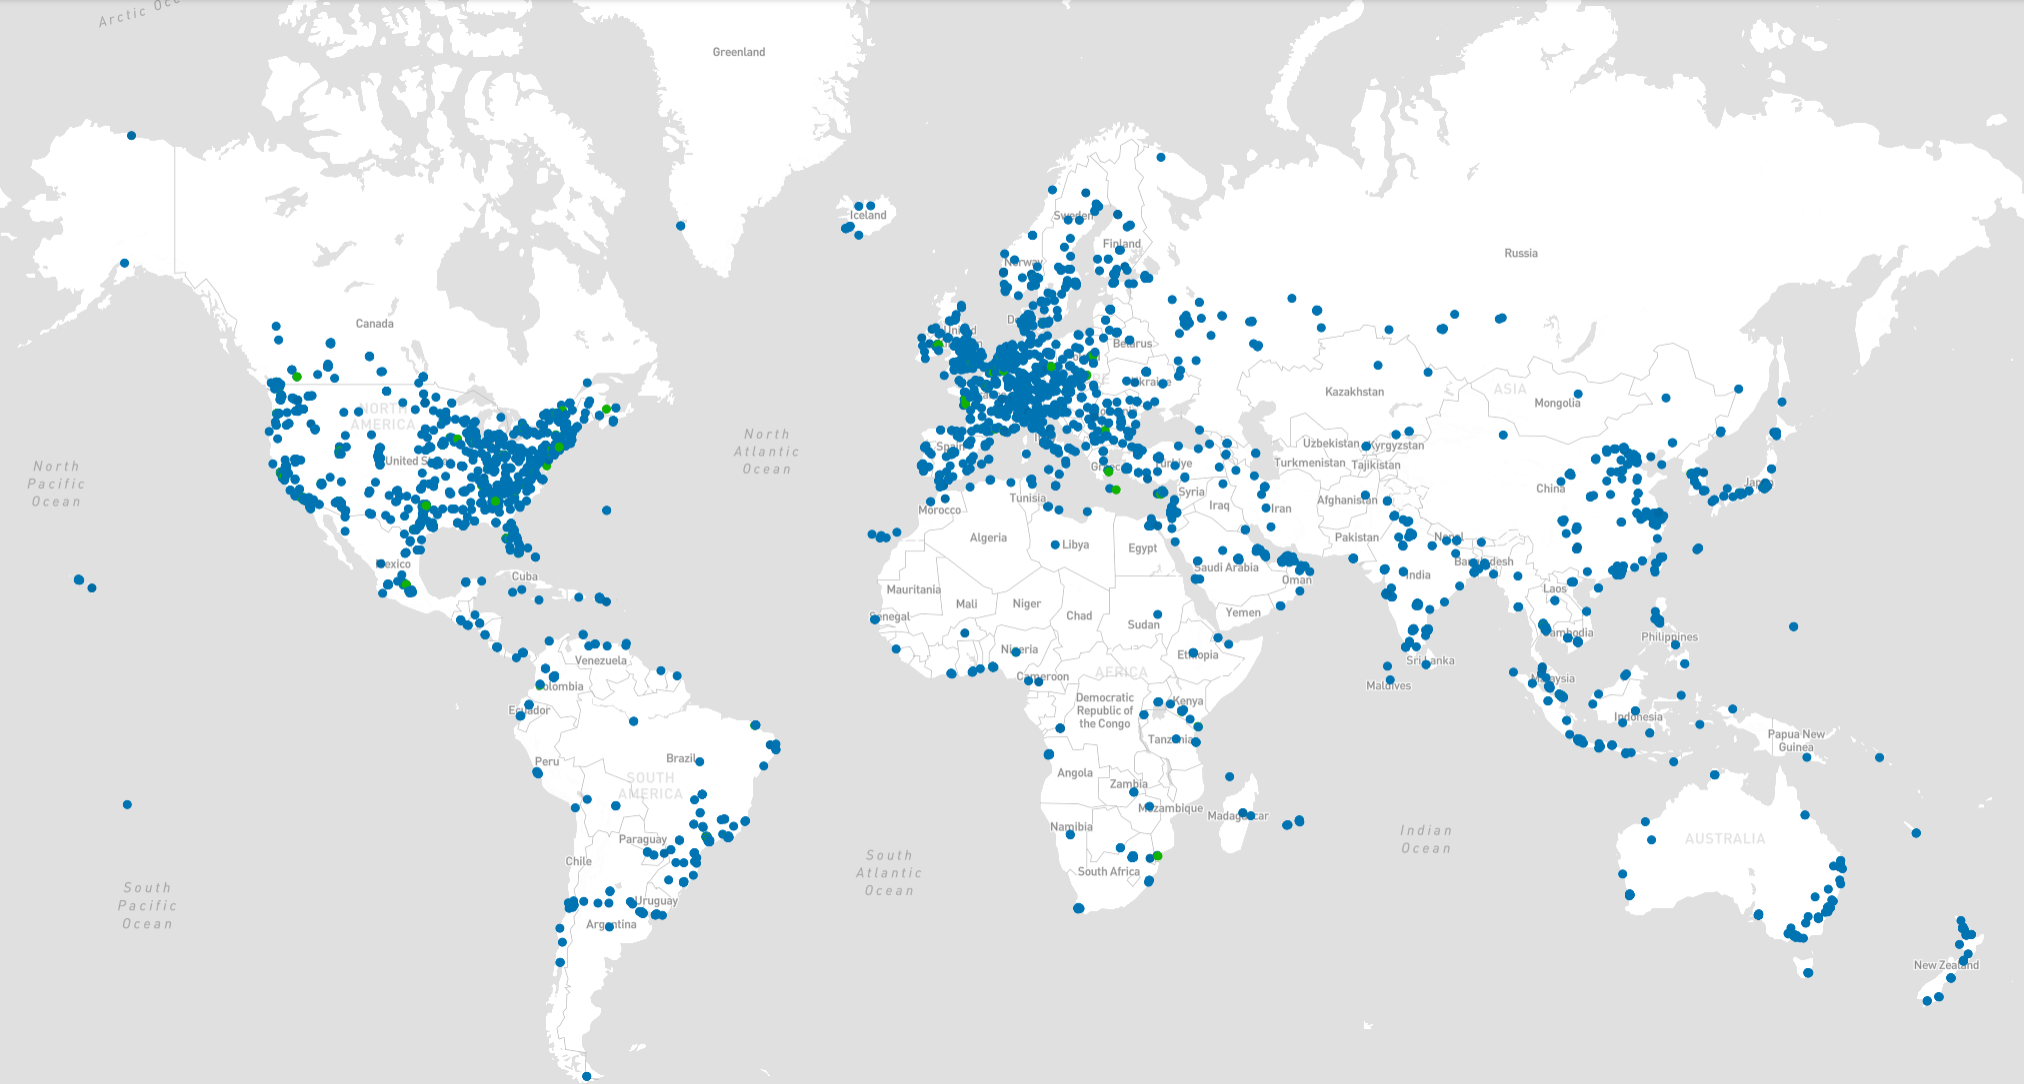 Arctic Oc
Greenland
Iceland
Sweden
Finland
Norway
Russia
Canada
United
Belarus
Ukraine
NORTH
AMERICA
ASIA
Kazakhstan
Mongolia
North
Atlantic
Ocean
North
Pacific
Ocean
United St
Spain
Greece
Türkiye
Uzbekistan
Kyrgyzstan
Turkmenistan
Tajikistan
China
Japan
Tunisia
Syria
Morocco
Iraq
Iran
Afghanistan
Algeria
Libya
Egypt
Pakistan
Nepal
Bangladesh
Mexico
Cuba
Saudi Arabia
Oman
India
Laos
Mauritania
Mali
Niger
Chad
Sudan
Yemen
Senegal
Cambodia
Philippines
Nigeria
Ethiopia
Sri Lanka
Venezuela
Colombia
Cameroon
AFRICA
Maldives
Malaysia
Democratic
Republic of
the Congo
Kenya
Ecuador
Indonesia
Tanzania
Papua New
Guinea
Peru
Brazil
SOUTH
AMERICA
Angola
Zambia
Mozambique
Madagascar
Namibia
Indian
Ocean
AUSTRALIA
Paraguay
Chile
South
Atlantic
Ocean
South Africa
South
Pacific
Ocean
Uruguay
Argentina
New Zealand